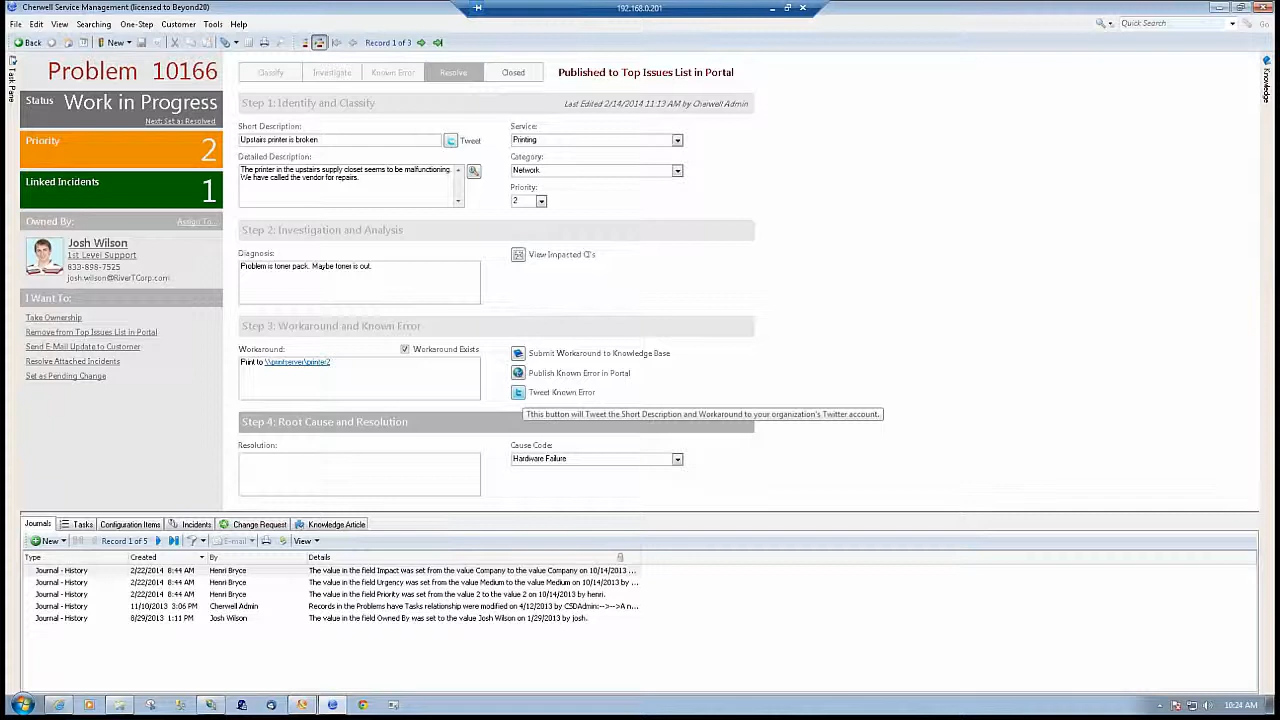 Cherwell Service Management (licensed to Beyond20)
192.168.0.201
File Edit View Searching One-Step Customer Tools Help
Quick Search
Back New Record 1 of 3 Go
Task Pane
Knowledge
Problem 10166
Status Work in Progress
Next: Set as Resolved
Priority 2
Linked Incidents 1
Owned By: Assign To...
Josh Wilson
1st Level Support
833-898-7525
josh.wilson@RiverTCorp.com
I Want To:
Take Ownership
Remove from Top Issues List in Portal
Send E-Mail Update to Customer
Resolve Attached Incidents
Set as Pending Change
Classify Investigate Known Error Resolve Closed Published to Top Issues List in Portal
Step 1: Identify and Classify Last Edited 2/14/2014 11:13 AM by Cherwell Admin
Short Description: Service:
Upstairs printer is broken Tweet Printing
Detailed Description: Category:
The printer in the upstairs supply closet seems to be malfunctioning. Network
We have called the vendor for repairs.
Priority:
2
Step 2: Investigation and Analysis
Diagnosis: View Impacted CI's
Problem is toner pack. Maybe toner is out.
Step 3: Workaround and Known Error
Workaround: Workaround Exists Submit Workaround to Knowledge Base
Print to \\printserver\printer2
Publish Known Error in Portal
Tweet Known Error
Tthis button will Tweet the Short Description and Workaround to your organization's Twitter account.
Step 4: Root Cause and Resolution
Resolution: Cause Code:
Hardware Failure
Journals Tasks Configuration Items Incidents Change Request Knowledge Article
New Record 1 of 5 E-mail View
Type Created By Details
Journal - History 2/22/2014 8:44 AM Henri Bryce The value in the field Impact was set from the value Company to the value Company on 10/14/2013 ...
Journal - History 2/22/2014 8:44 AM Henri Bryce The value in the field Urgency was set from the value Medium to the value Medium on 10/14/2013 by ...
Journal - History 2/22/2014 8:44 AM Henri Bryce The value in the field Priority was set from the value 2 to the value 2 on 10/14/2013 by henri.
Journal - History 11/10/2013 3:06 PM Cherwell Admin Records in the Problems have Tasks relationship were modified on 4/12/2013 by CSDAdmin:-->-->A n...
Journal - History 8/29/2013 1:11 PM Josh Wilson The value in the field Owned By was set to the value Josh Wilson on 1/29/2013 by josh.
10:24 AM